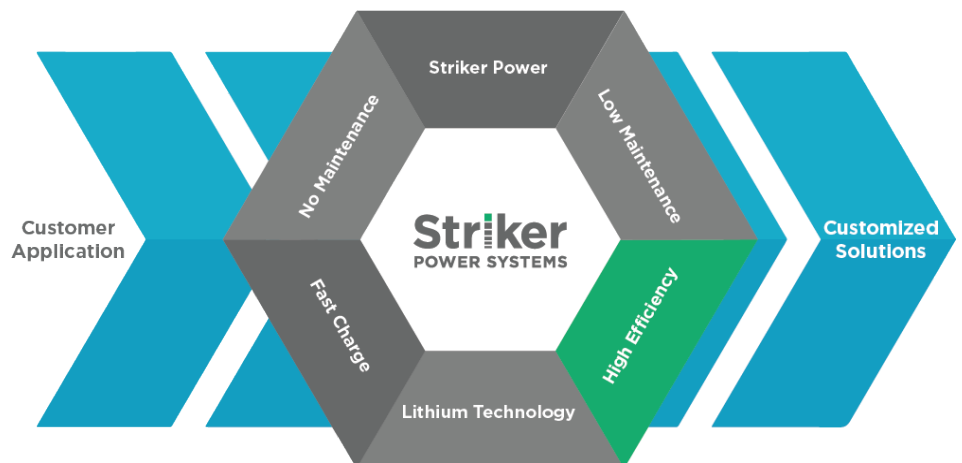 Striker Power
No Maintenance
Low Maintenance
Customer
Application
Striker
POWER SYSTEMS
Customized
Solutions
Fast Charge
High Efficiency
Lithium Technology